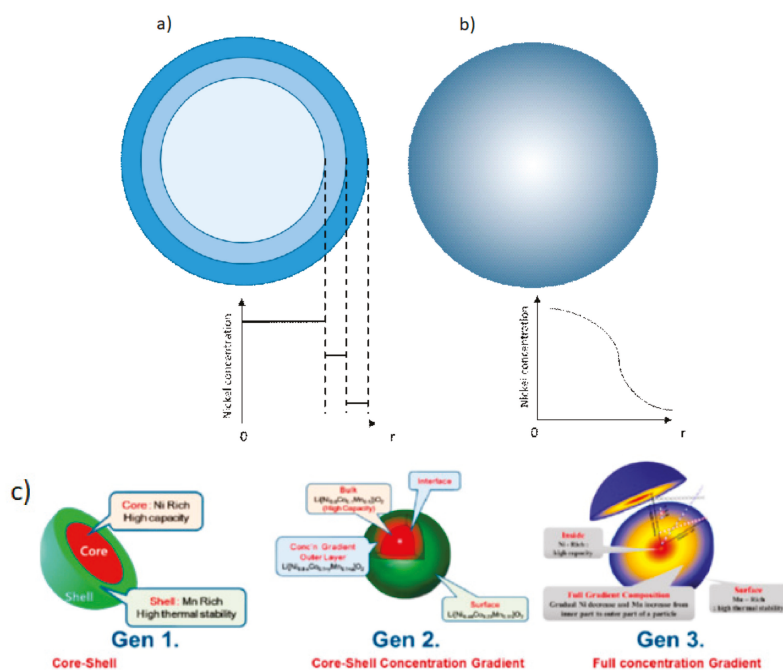 a)
b)
Nickel concentration
0
r
Nickel concentration
0
r
c)
Core : Ni Rich
High capacity
Core
Shell
Shell : Mn Rich
High thermal stability
Gen 1.
Core-Shell
Bulk
(High Capacity)
Interface
Conc'n Gradient
Outer Layer
Surface
Gen 2.
Core-Shell Concentration Gradient
Inside
Ni - Rich :
high capacity
Full Gradient Composition
Gradual Ni decrease and Mn increase from
inner part to outer part of a particle
Surface
Mn - Rich
: high thermal stability
Gen 3.
Full concentration Gradient